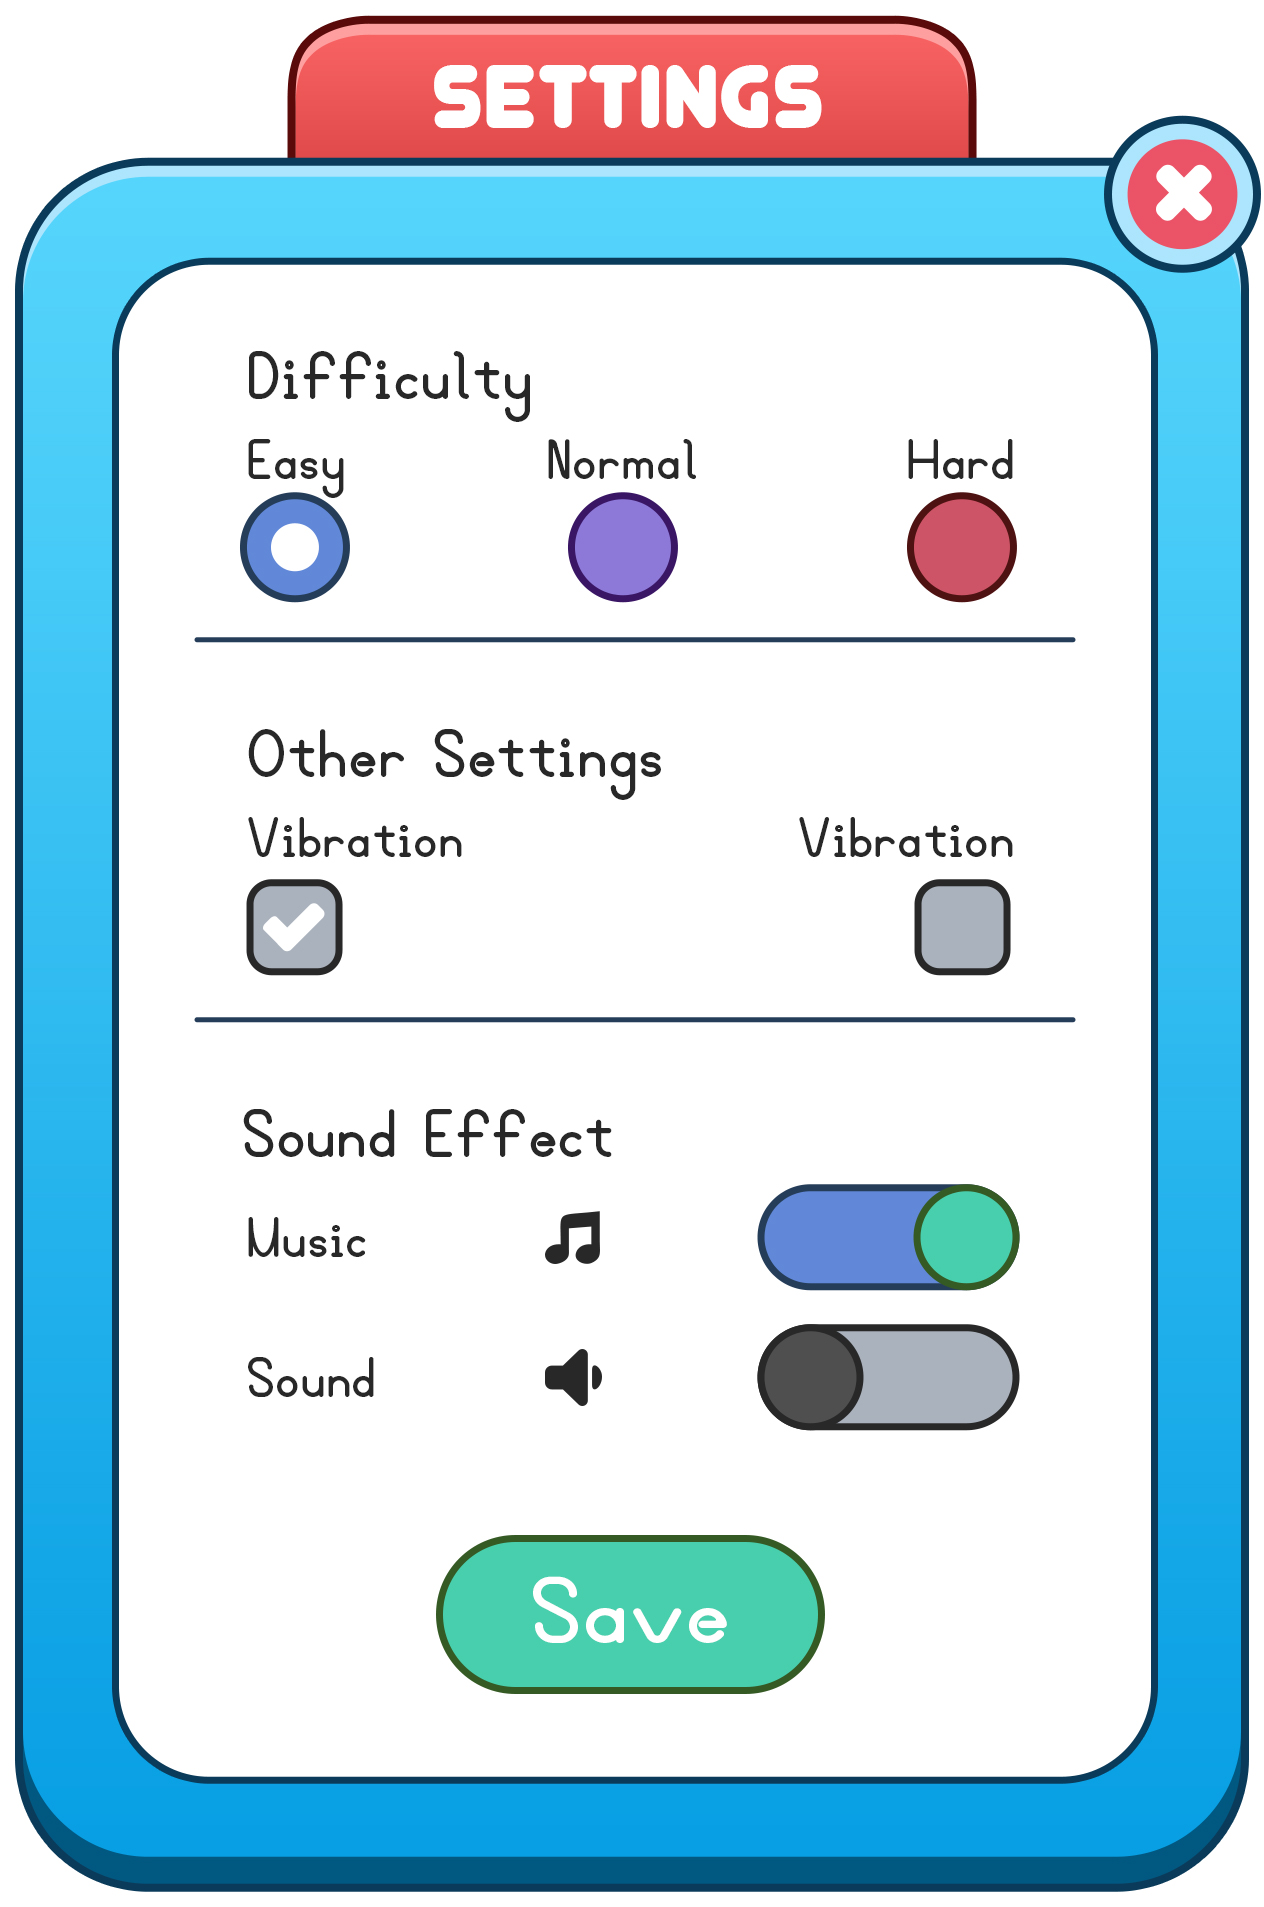 SETTINGS
Difficulty
Easy Normal Hard
Other Settings
Vibration Vibration
Sound Effect
Music
Sound
Save